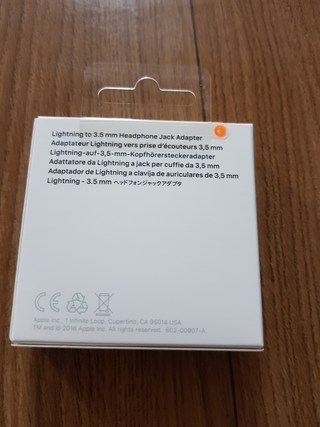 Lightning to 3.5 mm Headphone Jack Adapter
Adaptateur Lightning vers prise d'écouteurs 3,5 mm
Lightning-auf-3,5-mm-Kopfhörersteckeradapter
Adattatore da Lightning a jack per cuffie da 3,5 mm
Adaptador de Lightning a clavija de auriculares de 3,5 mm
Lightning - 3.5 mm ヘッドフォンジャックアダプタ
CE
Apple Inc., 1 Infinite Loop, Cupertino, CA 95014 USA
TM and © 2016 Apple Inc. All rights reserved. 602-00807-A